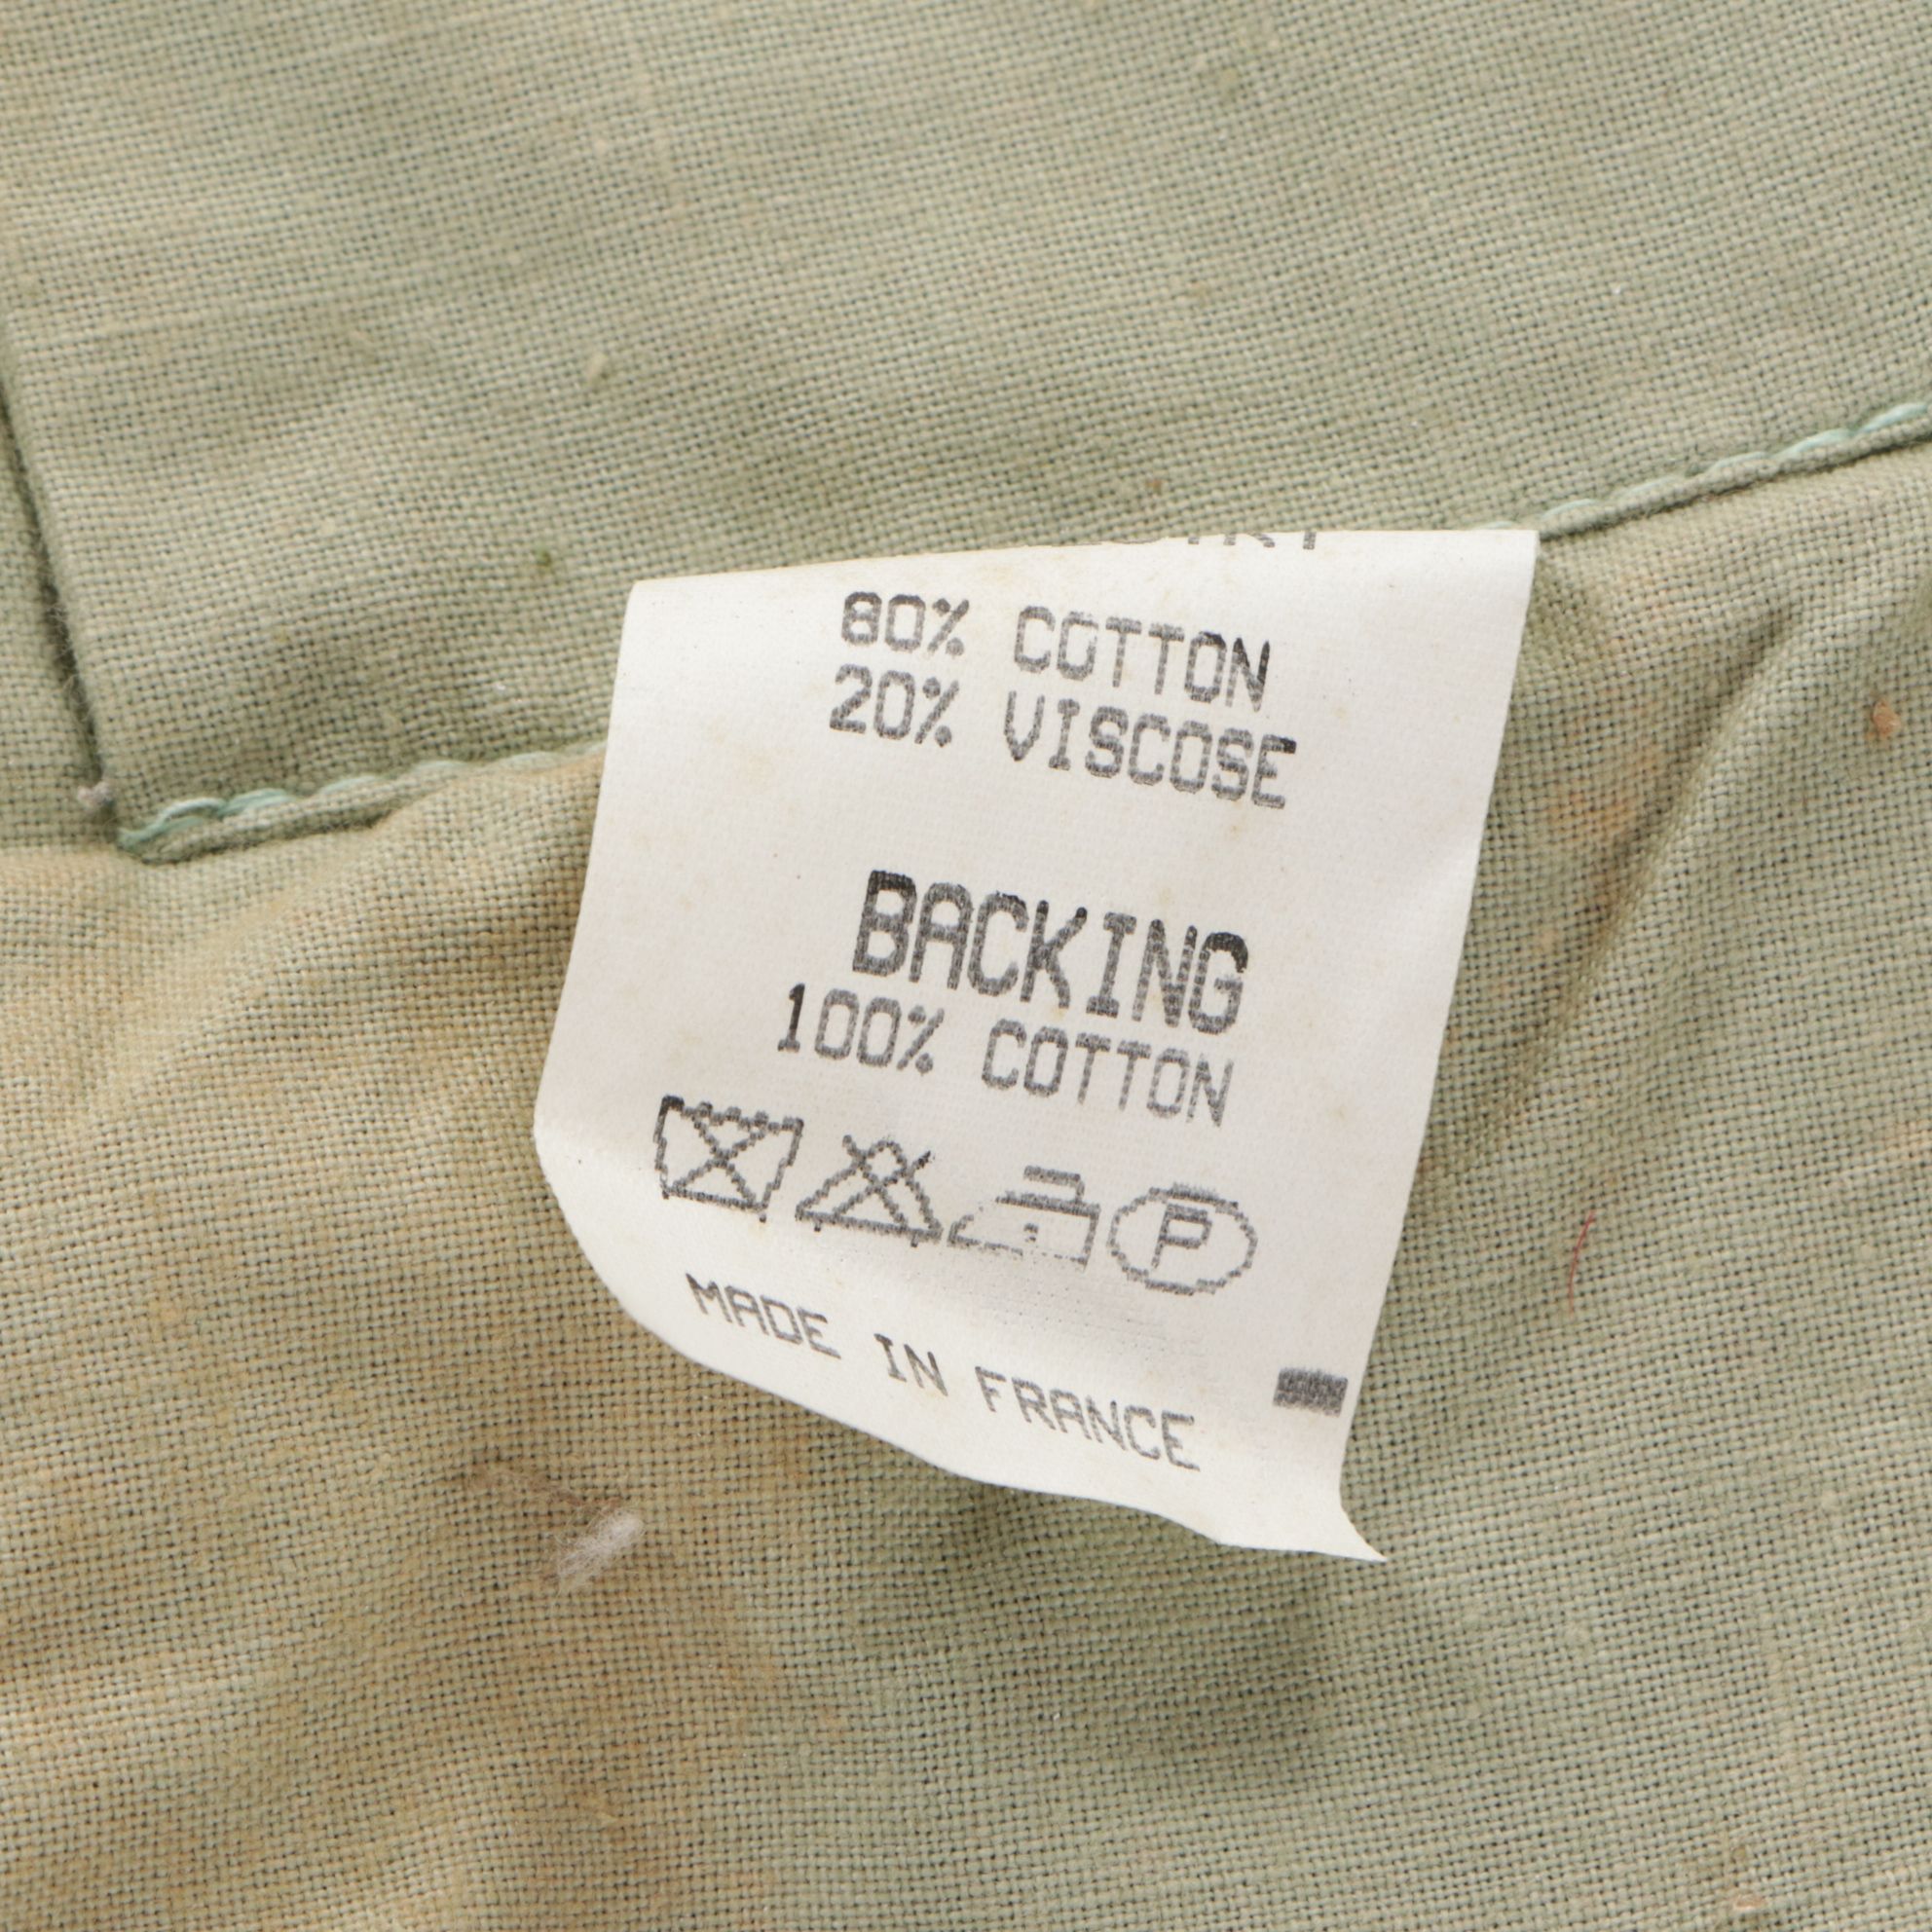 80% COTTON
20% VISCOSE
BACKING
100% COTTON
P
MADE IN FRANCE